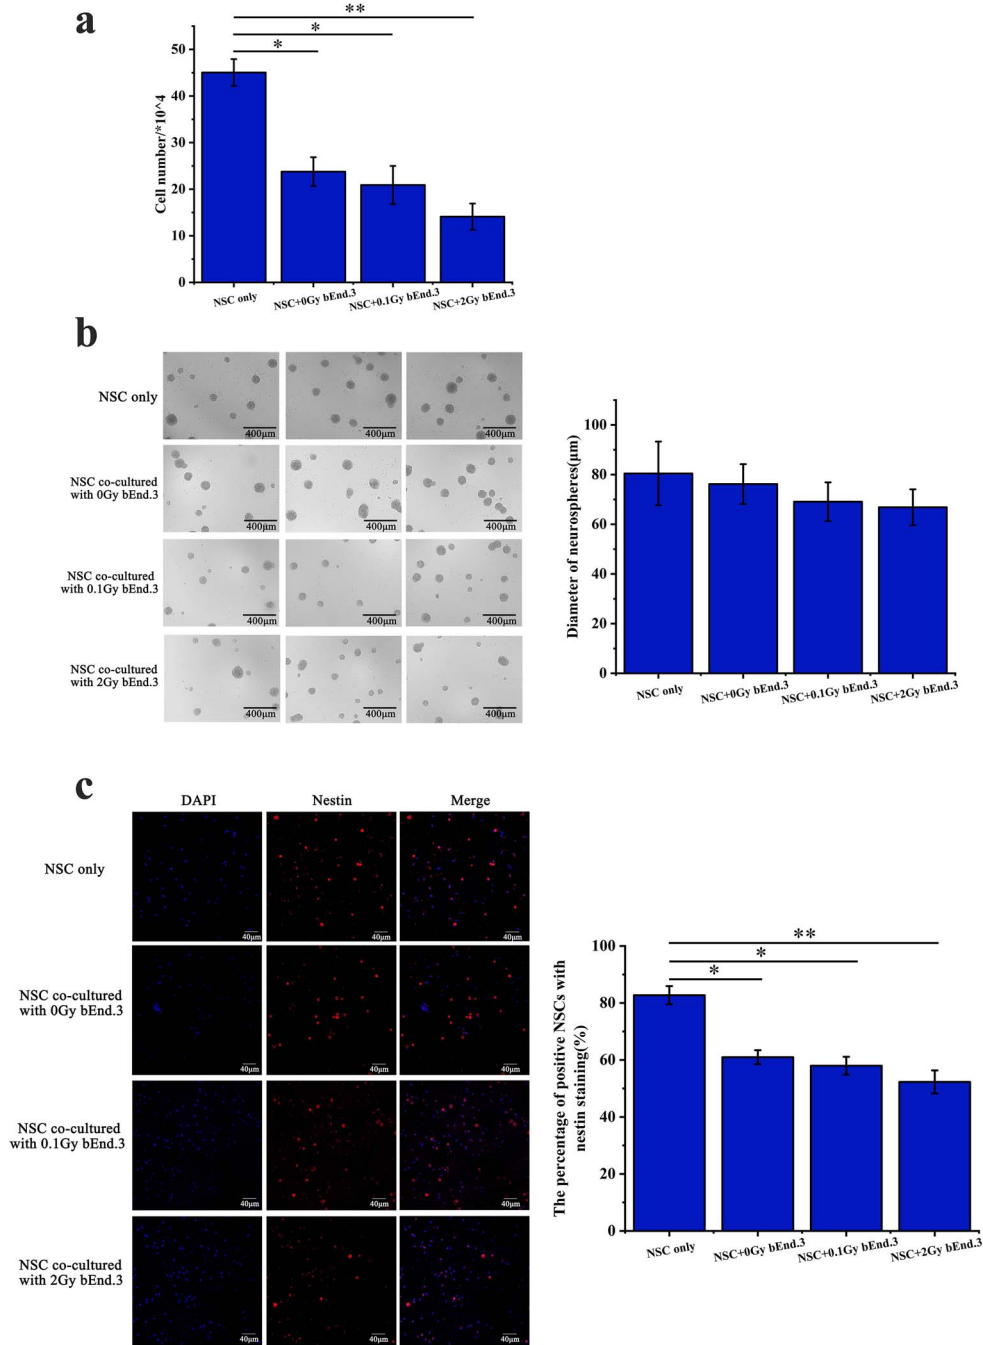 a
**
*
*
50
40
30
20
10
0
Cell number/*10^4
NSC only
NSC+0Gy bEnd.3
NSC+0.1Gy bEnd.3
NSC+2Gy bEnd.3
b
NSC only
400μm
400μm
400μm
NSC co-cultured
with 0Gy bEnd.3
400μm
400μm
400μm
NSC co-cultured
with 0.1Gy bEnd.3
400μm
400μm
400μm
NSC co-cultured
with 2Gy bEnd.3
400μm
400μm
400μm
100
80
60
40
20
0
Diameter of neurospheres(μm)
NSC only
NSC+0Gy bEnd.3
NSC+0.1Gy bEnd.3
NSC+2Gy bEnd.3
c
DAPI
Nestin
Merge
NSC only
40μm
40μm
40μm
NSC co-cultured
with 0Gy bEnd.3
40μm
40μm
40μm
NSC co-cultured
with 0.1Gy bEnd.3
40μm
40μm
40μm
NSC co-cultured
with 2Gy bEnd.3
40μm
40μm
40μm
**
*
*
100
80
60
40
20
0
The percentage of positive NSCs with
nestin staining(%)
NSC only
NSC+0Gy bEnd.3
NSC+0.1Gy bEnd.3
NSC+2Gy bEnd.3